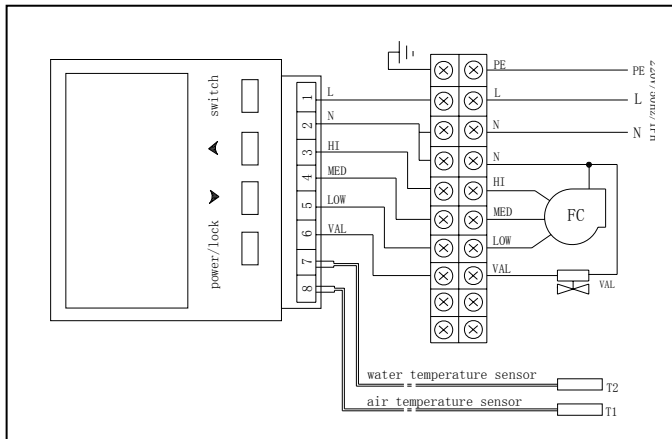 switch
power/lock
1
2
3
4
5
6
7
8
L
N
HI
MED
LOW
VAL
PE
L
N
N
HI
MED
LOW
VAL
PE
L
N
FC
VAL
water temperature sensor
T2
air temperature sensor
T1